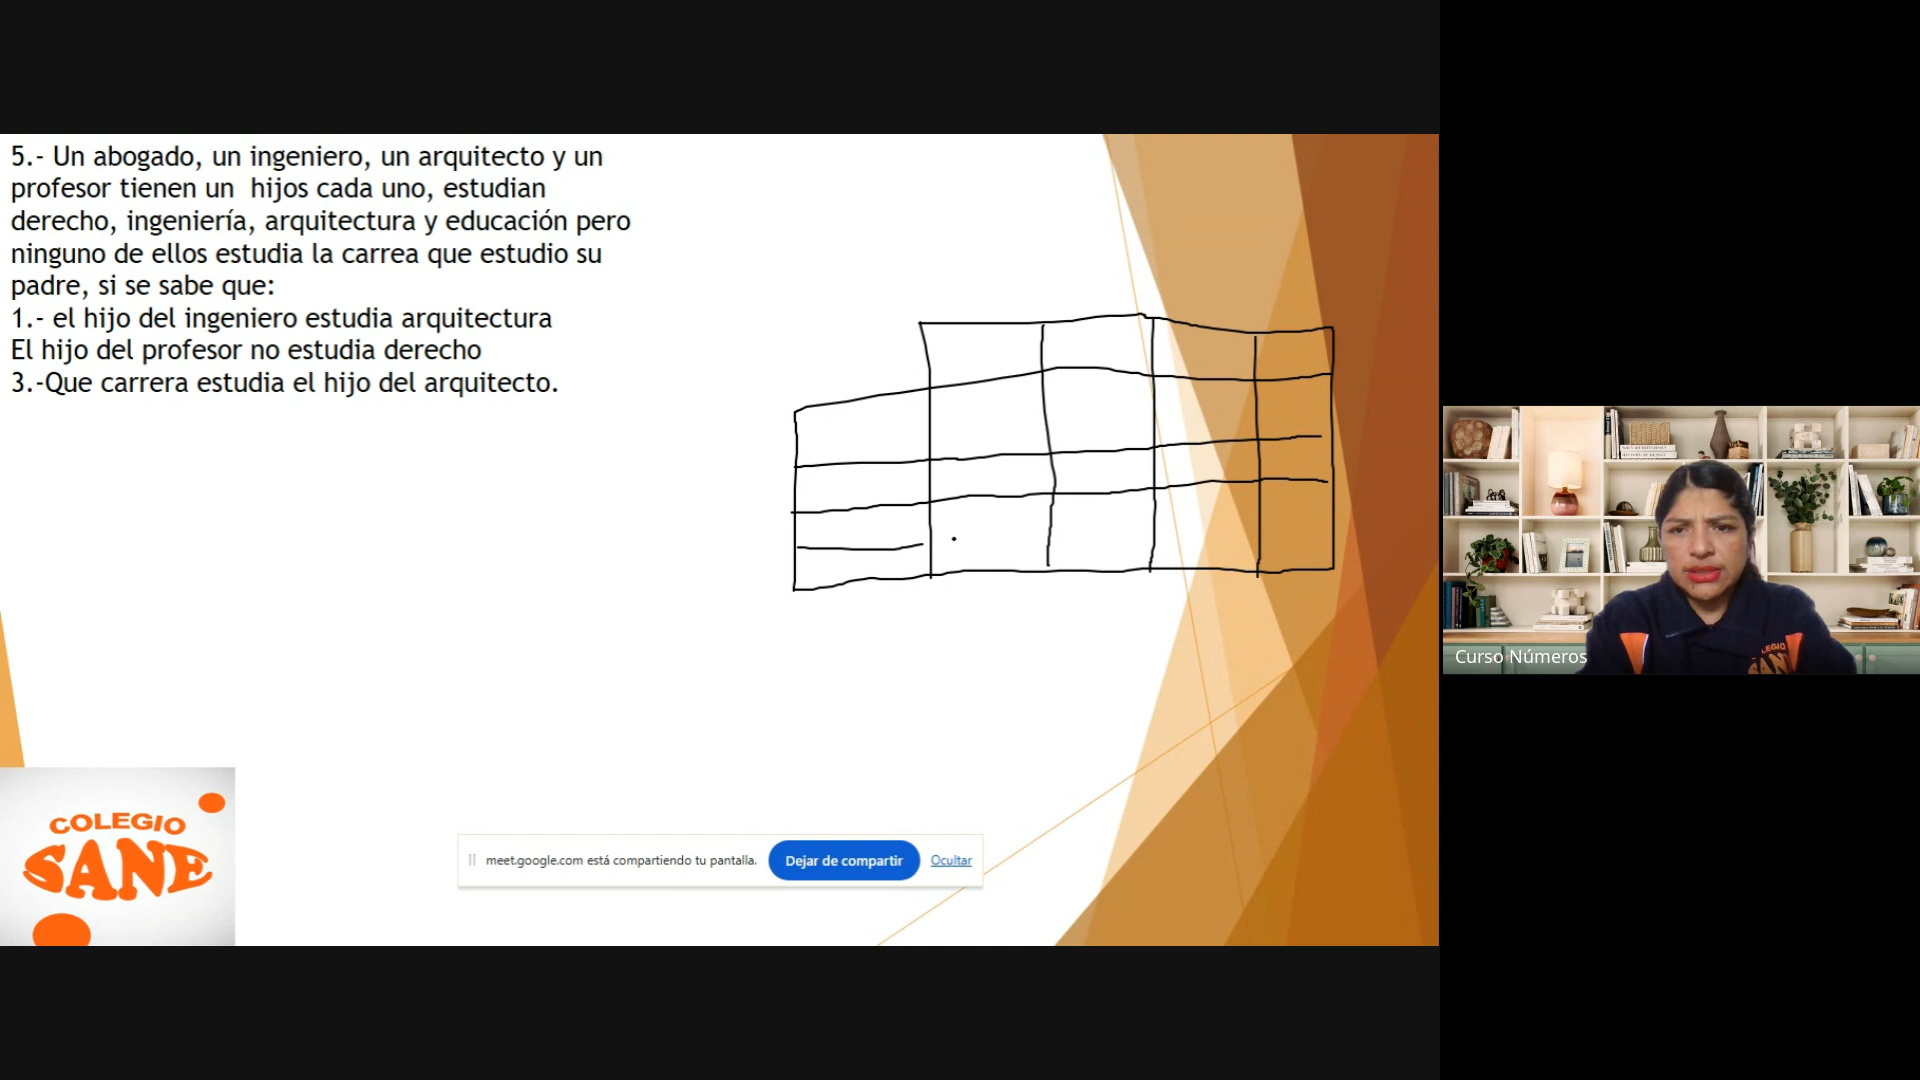 5.- Un abogado, un ingeniero, un arquitecto y un
profesor tienen un  hijos cada uno, estudian
derecho, ingeniería, arquitectura y educación pero
ninguno de ellos estudia la carrea que estudio su
padre, si se sabe que:
1.- el hijo del ingeniero estudia arquitectura
El hijo del profesor no estudia derecho
3.-Que carrera estudia el hijo del arquitecto.
COLEGIO
SANE
meet.google.com está compartiendo tu pantalla.
Dejar de compartir
Ocultar
Curso Números